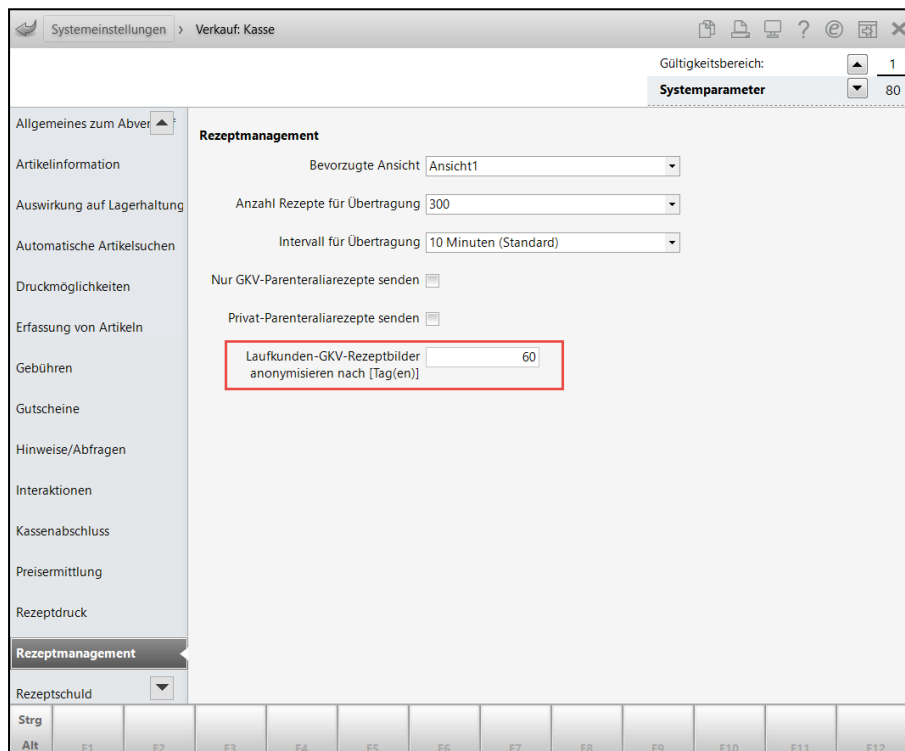 Systemeinstellungen › Verkauf: Kasse
Gültigkeitsbereich: 1
Systemparameter 80
Allgemeines zum
Artikelinformation
Auswirkung auf Lagerhaltung
Automatische Artikelsuchen
Druckmöglichkeiten
Erfassung von Artikeln
Gebühren
Gutscheine
Hinweise/Abfragen
Interaktionen
Kassenabschluss
Preisermittlung
Rezeptdruck
Rezeptmanagement
Rezeptschuld
Rezeptmanagement
Bevorzugte Ansicht Ansicht1
Anzahl Rezepte für Übertragung 300
Intervall für Übertragung 10 Minuten (Standard)
Nur GKV-Parenteraliarezepte senden
Privat-Parenteraliarezepte senden
Laufkunden-GKV-Rezeptbilder 60
anonymisieren nach [Tag(en)]
Strg
Alt F1 F2 F3 F4 F5 F6 F7 F8 F9 F10 F11 F12